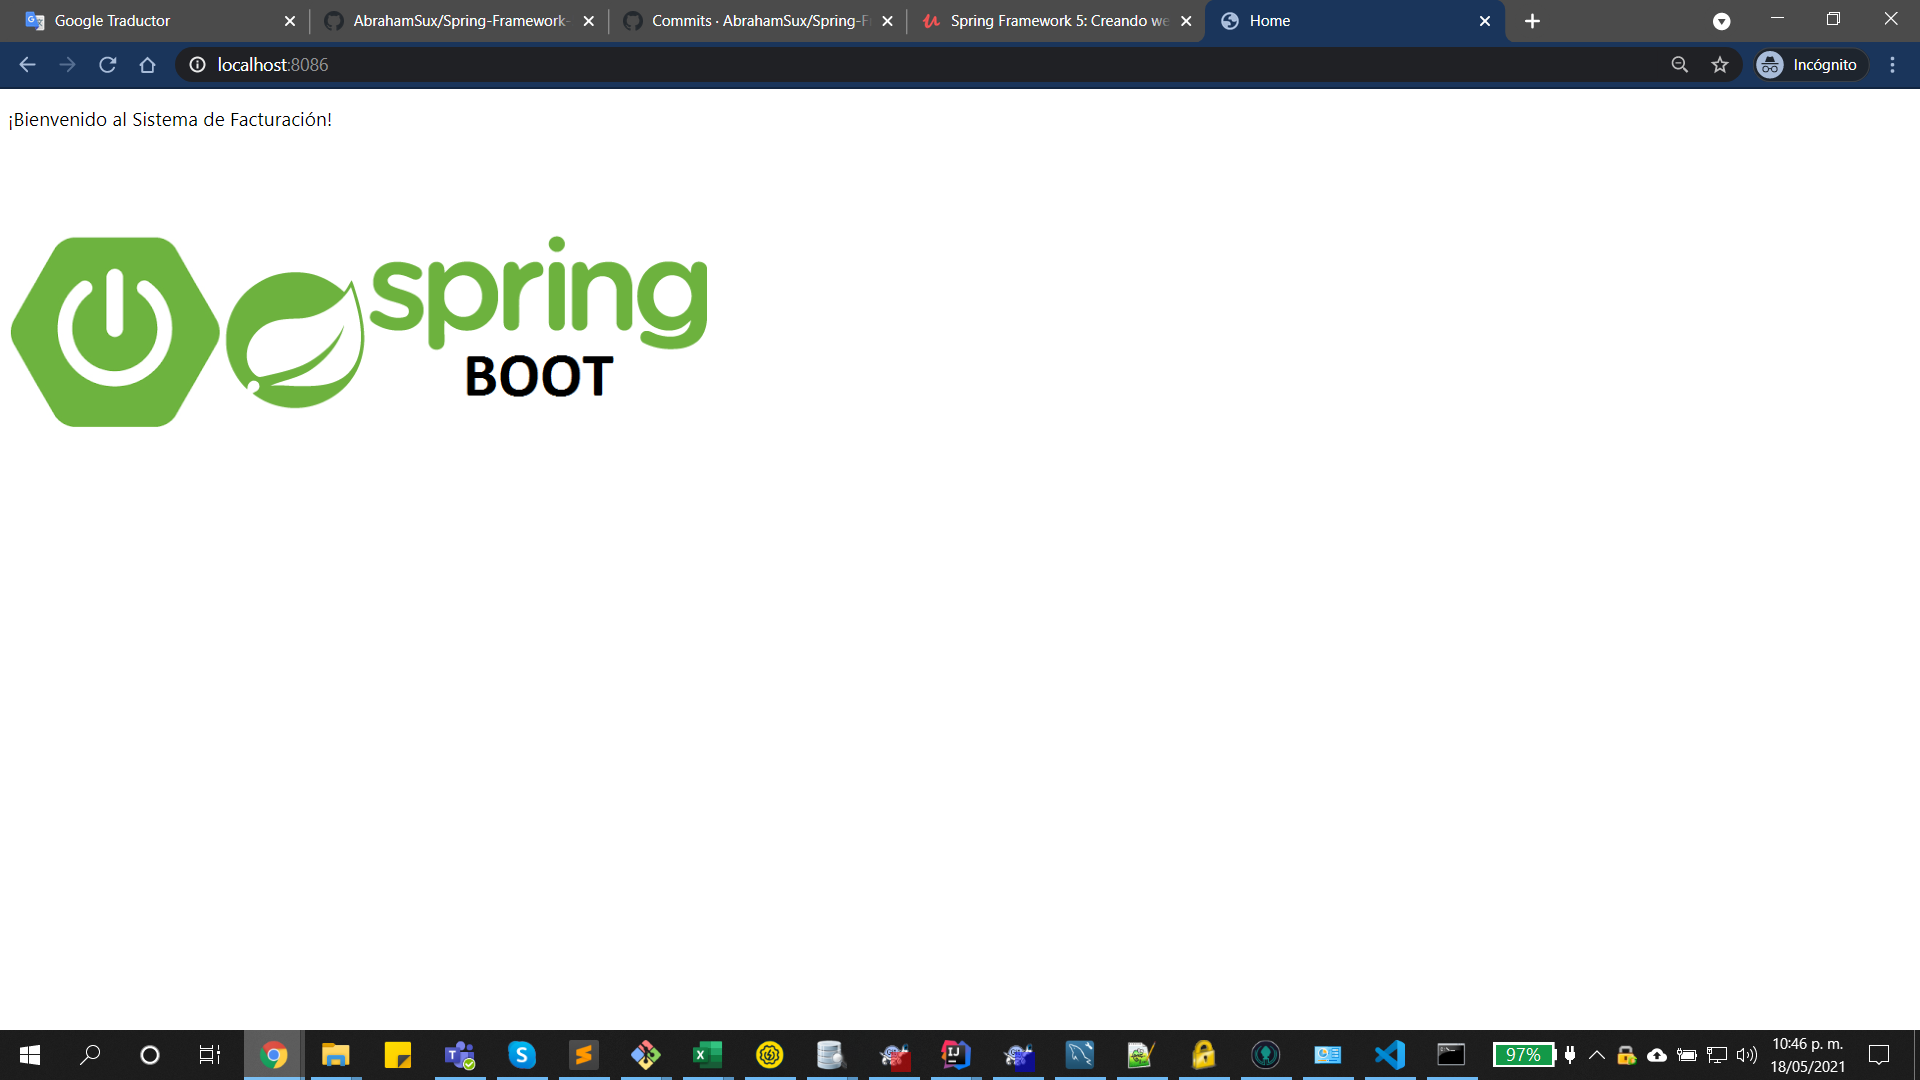 Google Traductor
AbrahamSux/Spring-Framework-
Commits · AbrahamSux/Spring-F
Spring Framework 5: Creando we
Home
localhost:8086
Incógnito
¡Bienvenido al Sistema de Facturación!
spring
BOOT
97%
10:46 p. m.
18/05/2021